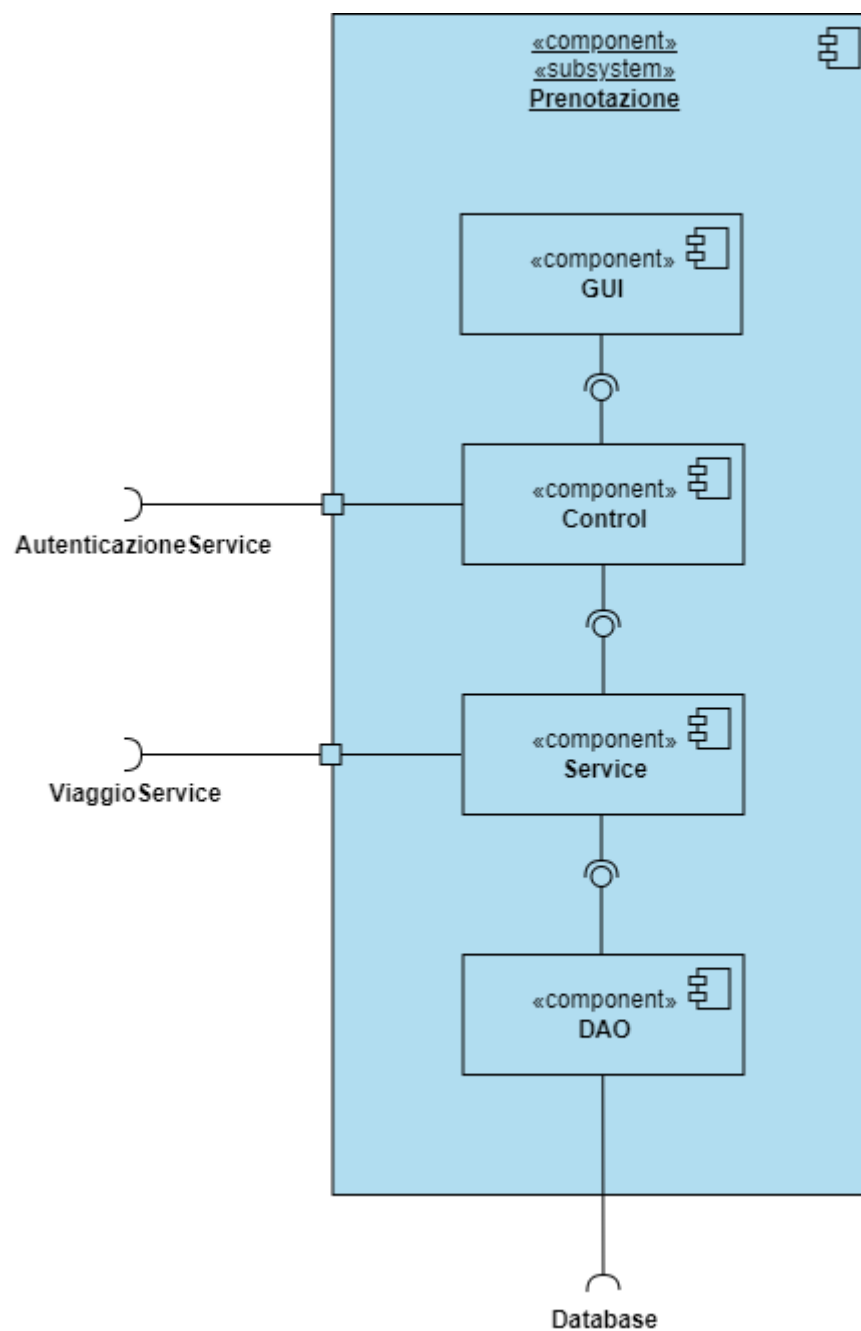 «component»
«subsystem»
Prenotazione
«component»
GUI
«component»
Control
AutenticazioneService
«component»
Service
ViaggioService
«component»
DAO
Database